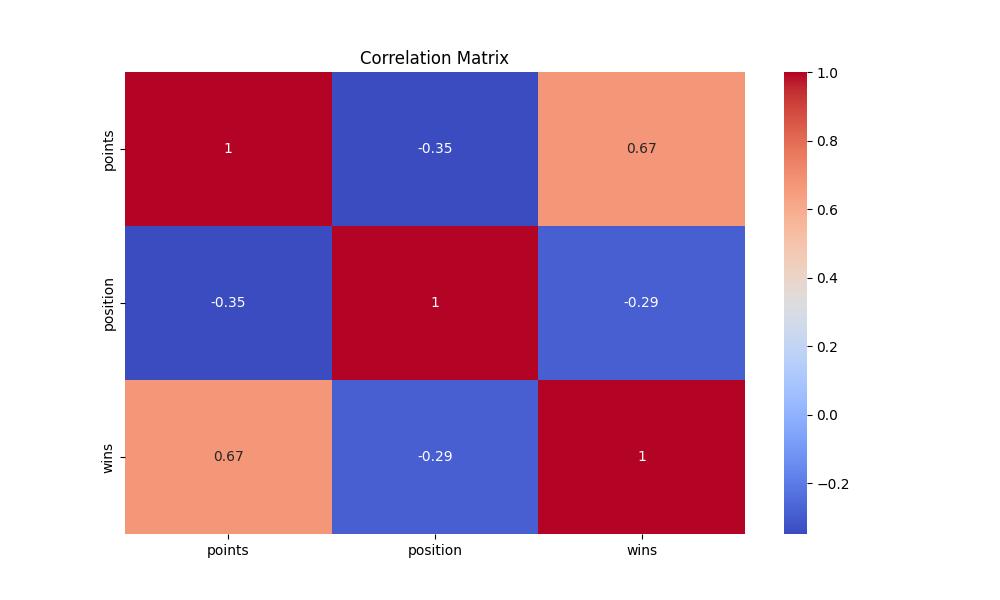 Correlation Matrix
points
1
-0.35
0.67
position
-0.35
1
-0.29
wins
0.67
-0.29
1
points
position
wins
1.0
0.8
0.6
0.4
0.2
0.0
−0.2